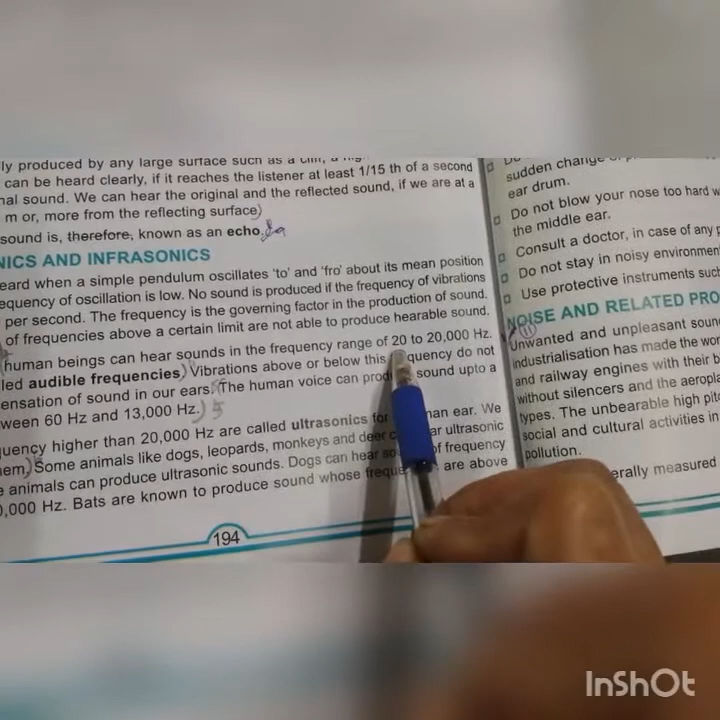 ly produced by any large surface such as a
can be heard clearly, if it reaches the listener at least 1/15 th of a second
nal sound. We can hear the original and the reflected sound, if we are at a
m or, more from the reflecting surface)
sound is, therefore, known as an echo.
NICS AND INFRASONICS
eard when a simple pendulum oscillates 'to' and 'fro' about its mean position
equency of oscillation is low. No sound is produced if the frequency of vibrations
per second. The frequency is the governing factor in the production of sound.
of frequencies above a certain limit are not able to produce hearable sound.
human beings can hear sounds in the frequency range of 20 to 20,000 Hz.
led audible frequencies) Vibrations above or below this quency do not
ensation of sound in our ears. The human voice can prod sound upto a
ween 60 Hz and 13,000 Hz.) 5
quency higher than 20,000 Hz are called ultrasonics for man ear. We
em.) Some animals like dogs, leopards, monkeys and deer ar ultrasonic
e animals can produce ultrasonic sounds. Dogs can hear so of frequency
0,000 Hz. Bats are known to produce sound whose freque are above
194
sudden change
ear drum.
Do not blow your nose too hard w
the middle ear.
Consult a doctor, in case of any p
Do not stay in noisy environment
Use protective instruments such
NOISE AND RELATED PRO
(11)
Unwanted and unpleasant soun
industrialisation has made the wor
and railway engines with their b
without silencers and the aeropla
types. The unbearable high pit
social and cultural activities in
pollution.
erally measured
InShOt